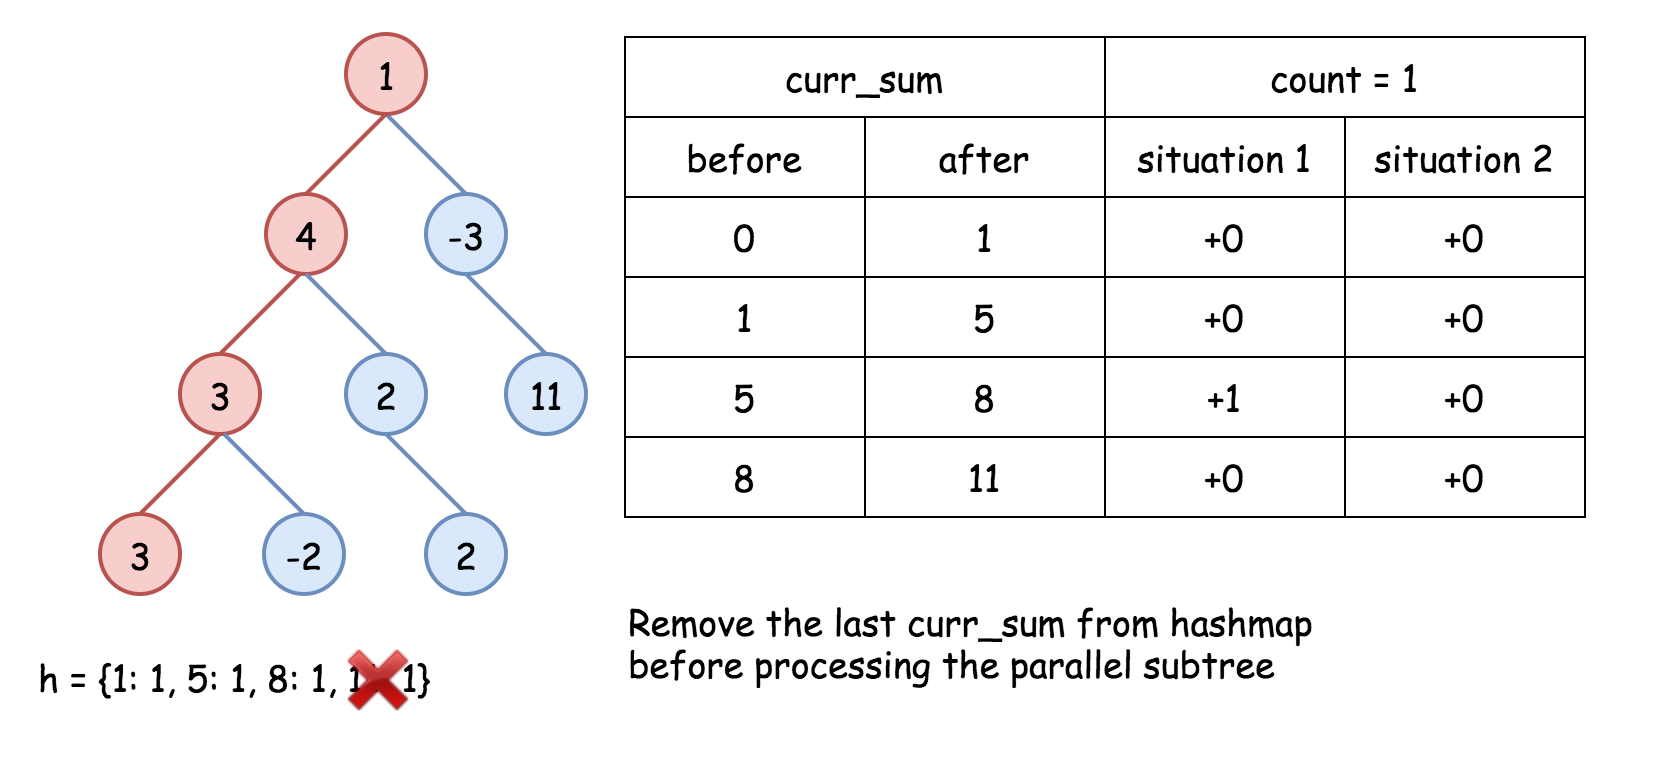 1
4
-3
3
2
11
3
-2
2
h = {1: 1, 5: 1, 8: 1, 1 1}
curr_sum count = 1
before after situation 1 situation 2
0 1 +0 +0
1 5 +0 +0
5 8 +1 +0
8 11 +0 +0
Remove the last curr_sum from hashmap
before processing the parallel subtree